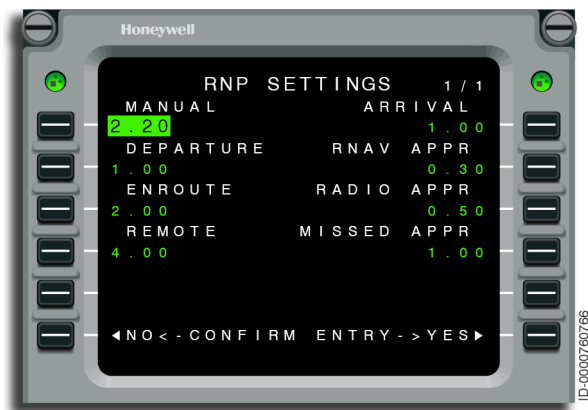 Honeywell
RNP SETTINGS 1/1
MANUAL ARRIVAL
2.20 1.00
DEPARTURE RNAV APPR
1.00 0.30
ENROUTE RADIO APPR
2.00 0.50
REMOTE MISSED APPR
4.00 1.00
◀NO<-CONFIRM ENTRY->YES▶
ID-0000760766